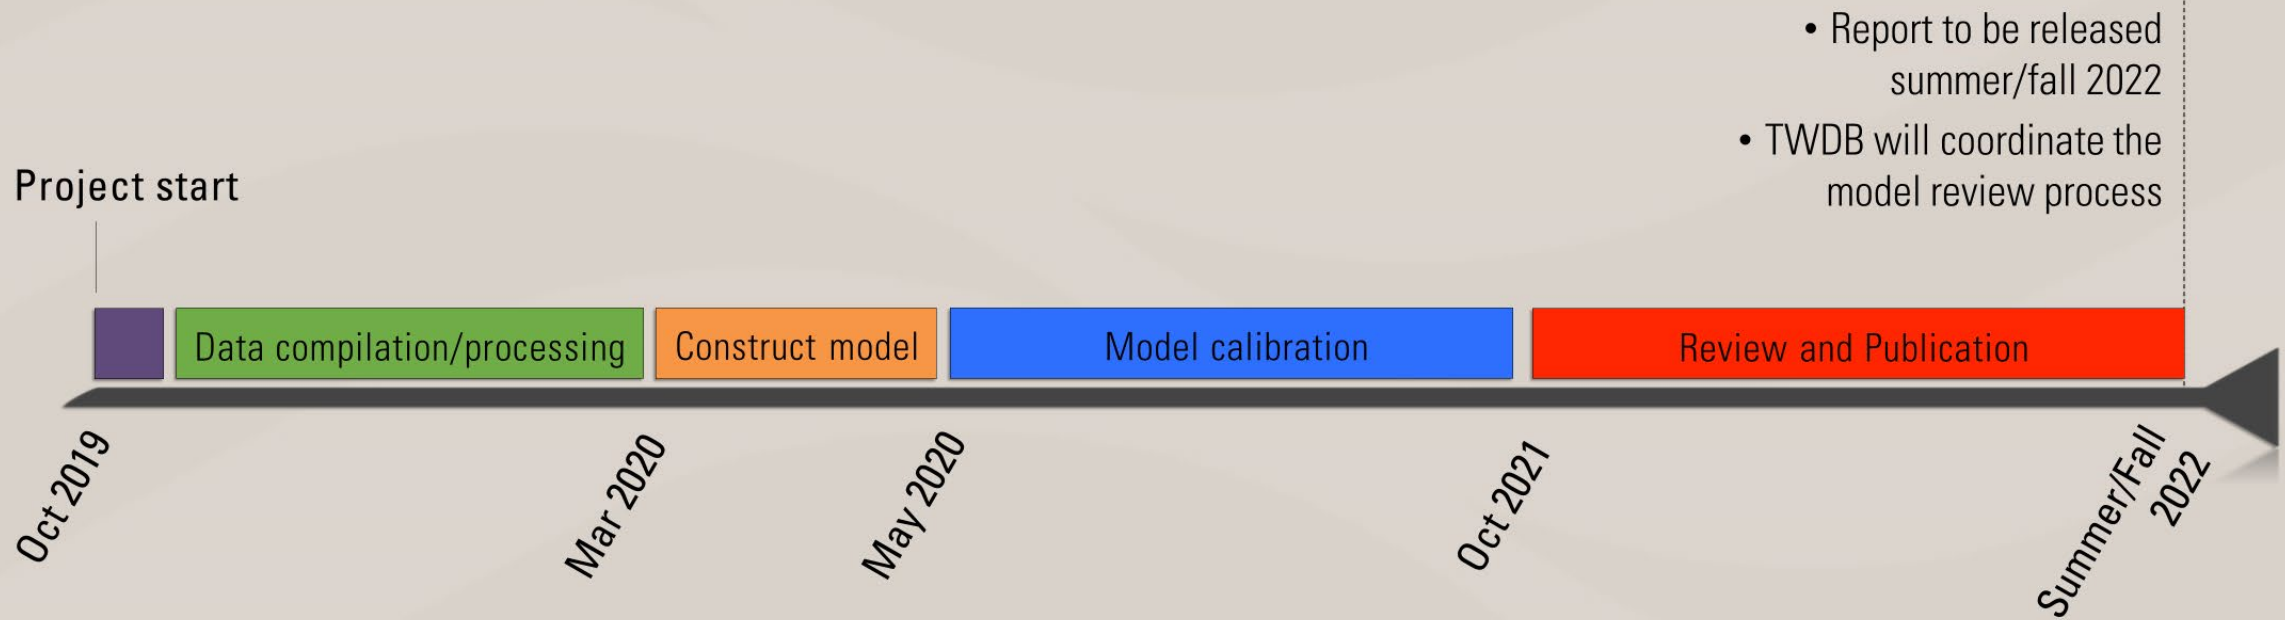 • Report to be released
summer/fall 2022
• TWDB will coordinate the
model review process
Project start
Data compilation/processing
Construct model
Model calibration
Review and Publication
Oct 2019
Mar 2020
May 2020
Oct 2021
Summer/Fall
2022